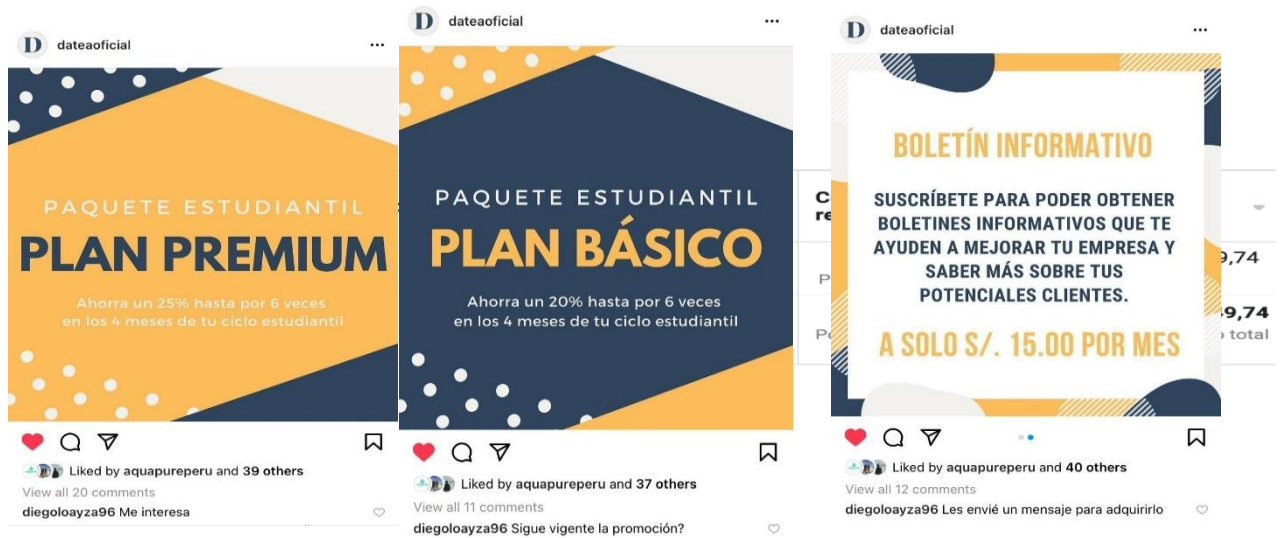 D dateaoficial
PAQUETE ESTUDIANTIL
PLAN PREMIUM
Ahorra un 25% hasta por 6 veces
en los 4 meses de tu ciclo estudiantil
Liked by aquapureperu and 39 others
View all 20 comments
diegoloayza96 Me interesa
D dateaoficial
PAQUETE ESTUDIANTIL
PLAN BÁSICO
Ahorra un 20% hasta por 6 veces
en los 4 meses de tu ciclo estudiantil
Liked by aquapureperu and 37 others
View all 11 comments
diegoloayza96 Sigue vigente la promoción?
D dateaoficial
BOLETÍN INFORMATIVO
SUSCRÍBETE PARA PODER OBTENER
BOLETINES INFORMATIVOS QUE TE
AYUDEN A MEJORAR TU EMPRESA Y
SABER MÁS SOBRE TUS
POTENCIALES CLIENTES.
A SOLO S/. 15.00 POR MES
Liked by aquapureperu and 40 others
View all 12 comments
diegoloayza96 Les envié un mensaje para adquirirlo
9,74
9,74
total